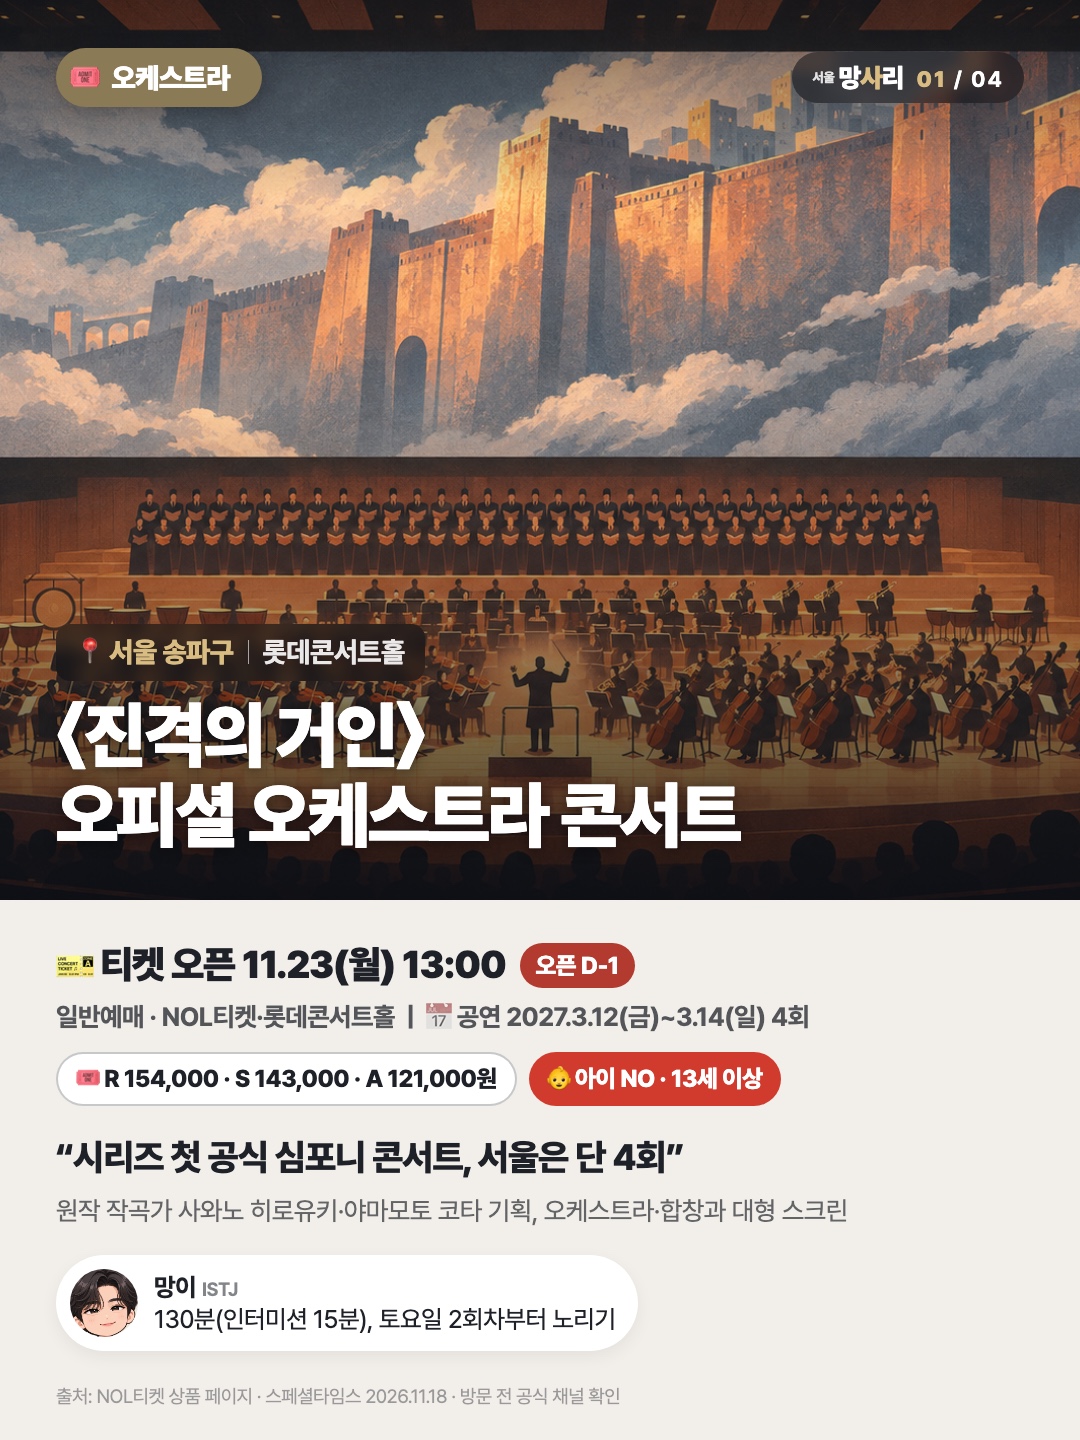 오케스트라
서울 망사리 01 / 04
서울 송파구 | 롯데콘서트홀
〈진격의 거인〉
오피셜 오케스트라 콘서트
티켓 오픈 11.23(월) 13:00 오픈 D-1
일반예매 · NOL티켓·롯데콘서트홀 | 17 공연 2027.3.12(금)~3.14(일) 4회
R 154,000 · S 143,000 · A 121,000원 아이 NO · 13세 이상
“시리즈 첫 공식 심포니 콘서트, 서울은 단 4회”
원작 작곡가 사와노 히로유키·야마모토 코타 기획, 오케스트라·합창과 대형 스크린
망이 ISTJ
130분(인터미션 15분), 토요일 2회차부터 노리기
출처: NOL티켓 상품 페이지 · 스페셜타임스 2026.11.18 · 방문 전 공식 채널 확인